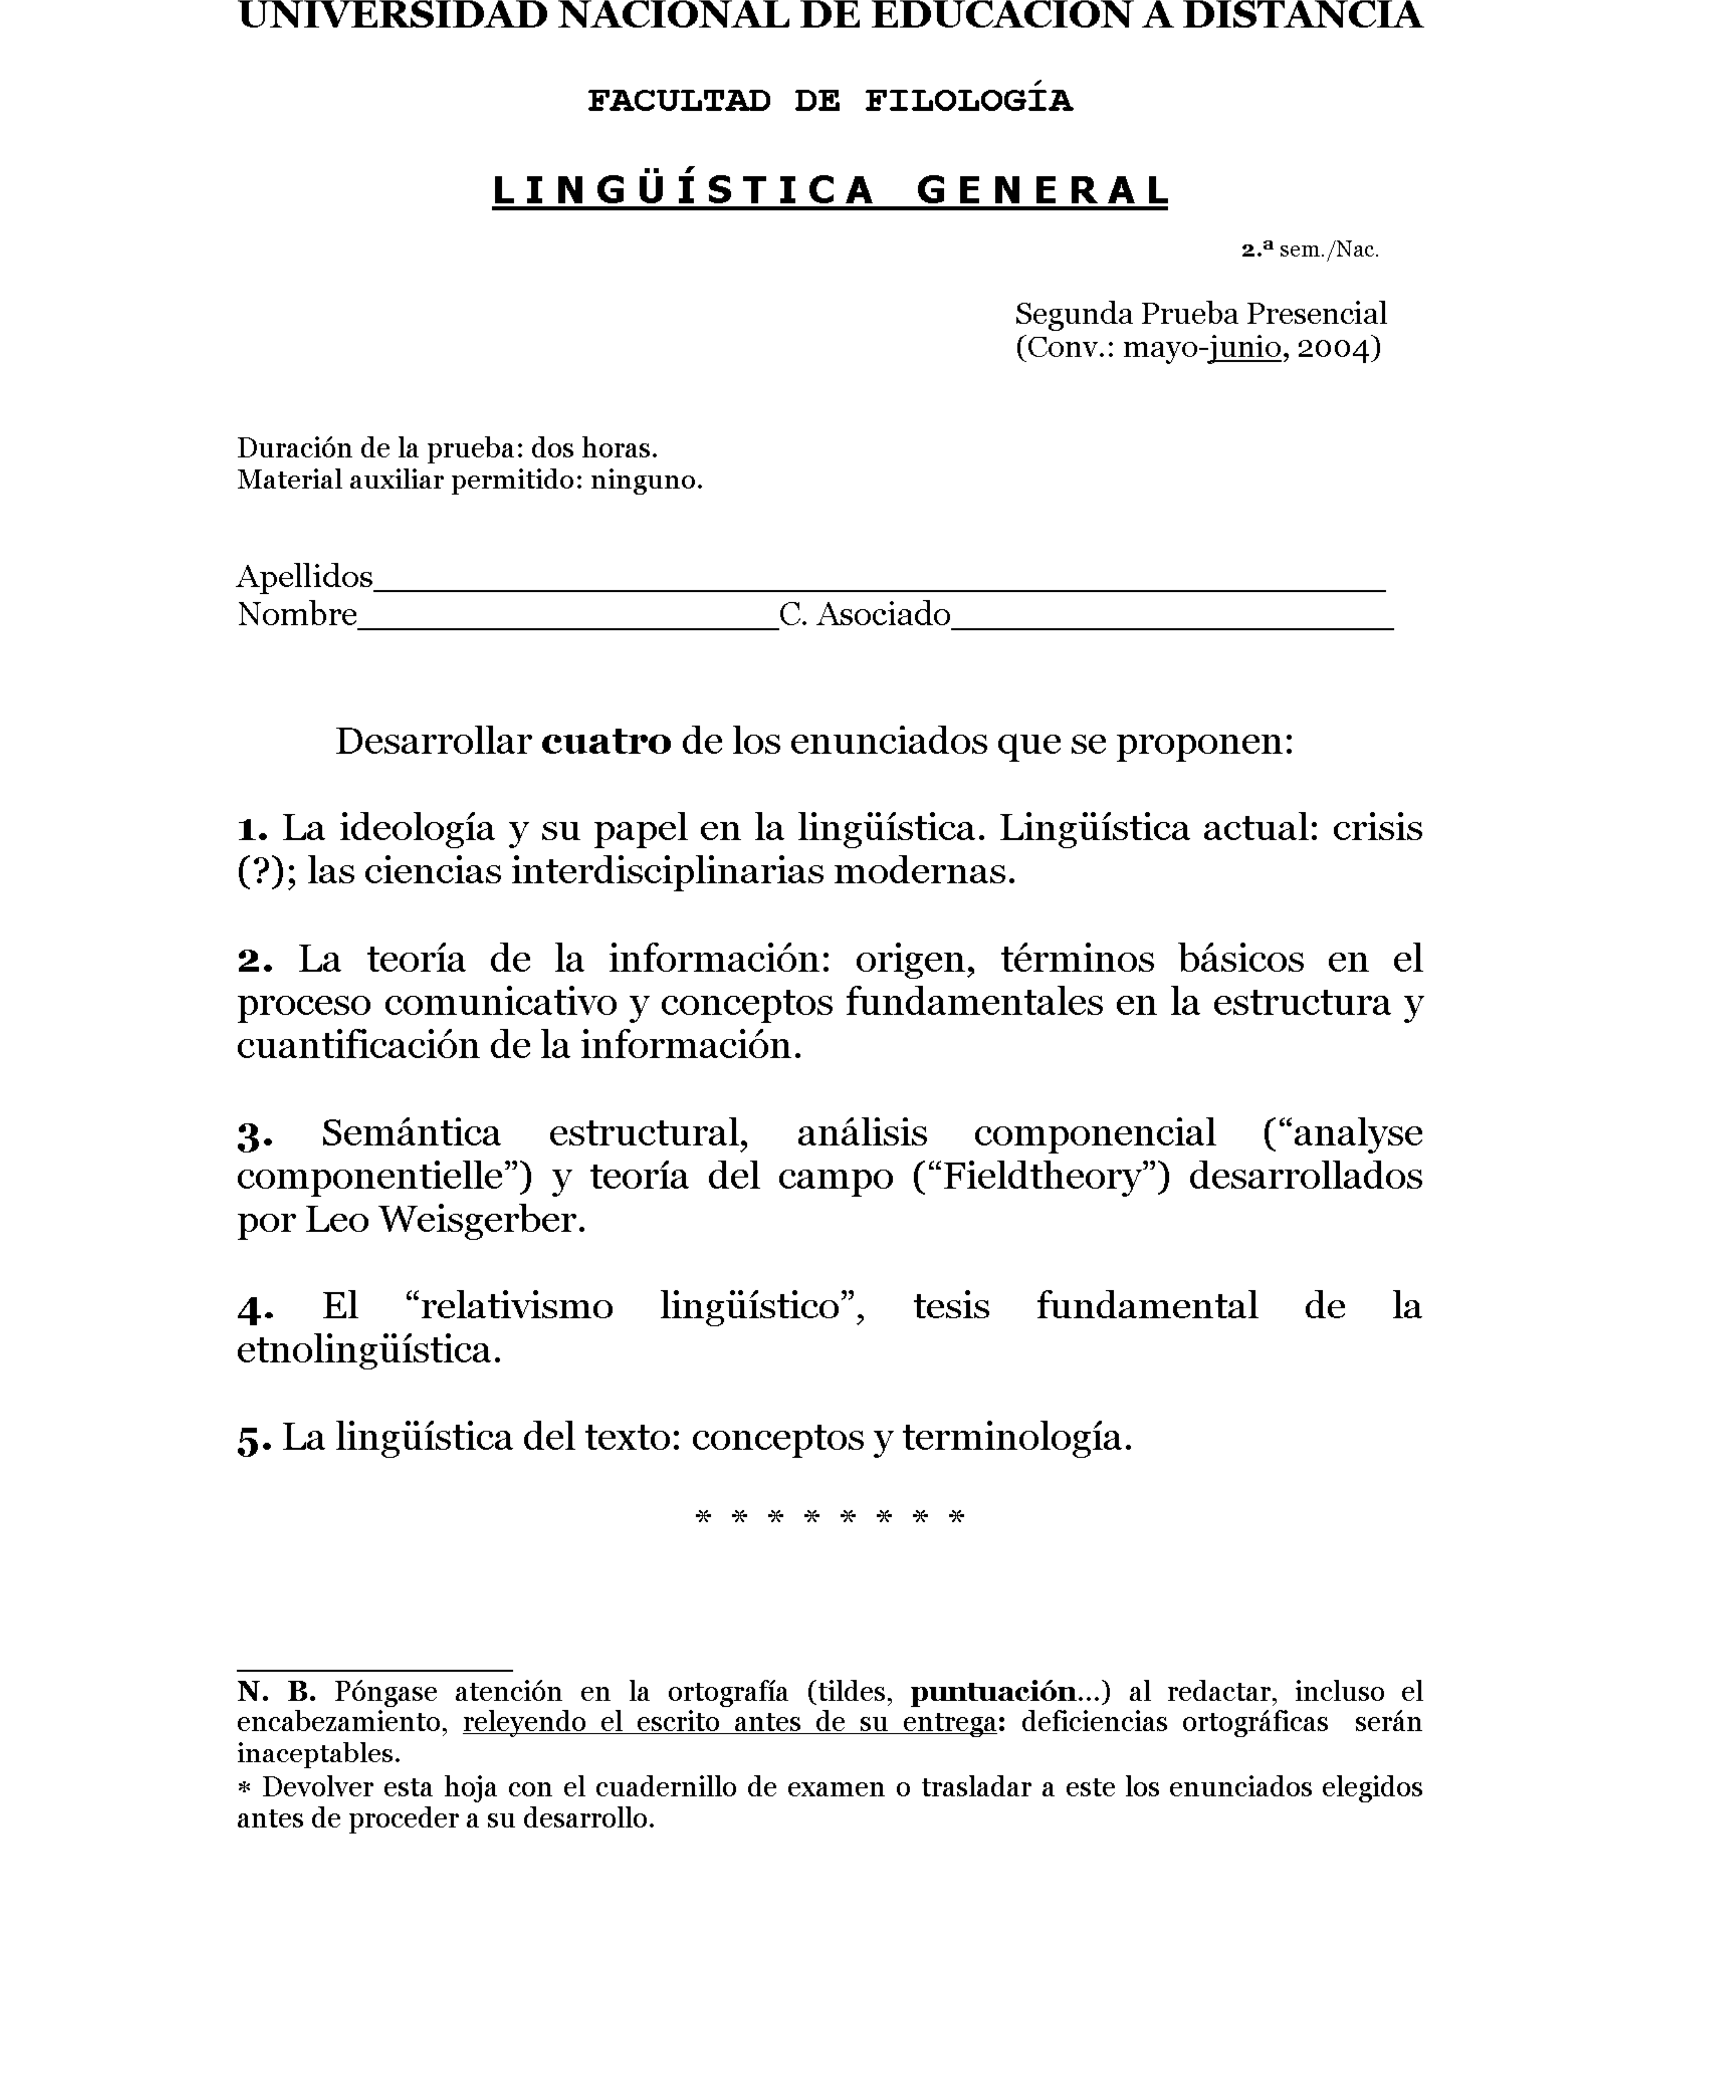 UNIVERSIDAD NACIONAL DE EDUCACIÓN A DISTANCIA
FACULTAD DE FILOLOGÍA
LINGÜÍSTICA GENERAL
2.ª sem./Nac.
Segunda Prueba Presencial
(Conv.: mayo-junio, 2004)
Duración de la prueba: dos horas.
Material auxiliar permitido: ninguno.
Apellidos
Nombre C. Asociado
Desarrollar cuatro de los enunciados que se proponen:
1. La ideología y su papel en la lingüística. Lingüística actual: crisis
(?); las ciencias interdisciplinarias modernas.
2. La teoría de la información: origen, términos básicos en el
proceso comunicativo y conceptos fundamentales en la estructura y
cuantificación de la información.
3. Semántica estructural, análisis componencial (“analyse
componentielle”) y teoría del campo (“Fieldtheory”) desarrollados
por Leo Weisgerber.
4. El “relativismo lingüístico”, tesis fundamental de la
etnolingüística.
5. La lingüística del texto: conceptos y terminología.
* * * * * * * *
N. B. Póngase atención en la ortografía (tildes, puntuación...) al redactar, incluso el
encabezamiento, releyendo el escrito antes de su entrega: deficiencias ortográficas serán
inaceptables.
* Devolver esta hoja con el cuadernillo de examen o trasladar a este los enunciados elegidos
antes de proceder a su desarrollo.